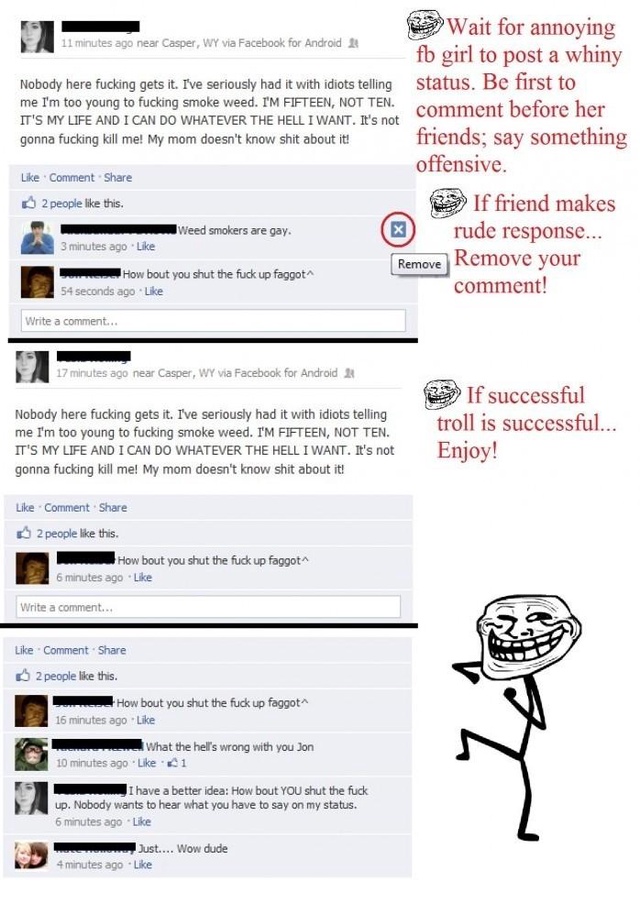 11 minutes ago near Casper, WY via Facebook for Android
Nobody here fucking gets it. I've seriously had it with idiots telling
me I'm too young to fucking smoke weed. I'M FIFTEEN, NOT TEN.
IT'S MY LIFE AND I CAN DO WHATEVER THE HELL I WANT. It's not
gonna fucking kill me! My mom doesn't know shit about it!
Like · Comment · Share
2 people like this.
Weed smokers are gay.
3 minutes ago · Like
Remove
How bout you shut the fuck up faggot^
54 seconds ago · Like
Write a comment...
Wait for annoying
fb girl to post a whiny
status. Be first to
comment before her
friends; say something
offensive.
If friend makes
rude response...
Remove your
comment!
17 minutes ago near Casper, WY via Facebook for Android
Nobody here fucking gets it. I've seriously had it with idiots telling
me I'm too young to fucking smoke weed. I'M FIFTEEN, NOT TEN.
IT'S MY LIFE AND I CAN DO WHATEVER THE HELL I WANT. It's not
gonna fucking kill me! My mom doesn't know shit about it!
Like · Comment · Share
2 people like this.
How bout you shut the fuck up faggot^
6 minutes ago · Like
Write a comment...
If successful
troll is successful...
Enjoy!
Like · Comment · Share
2 people like this.
How bout you shut the fuck up faggot^
16 minutes ago · Like
What the hell's wrong with you Jon
10 minutes ago · Like · 1
I have a better idea: How bout YOU shut the fuck
up. Nobody wants to hear what you have to say on my status.
6 minutes ago · Like
Just.... Wow dude
4 minutes ago · Like